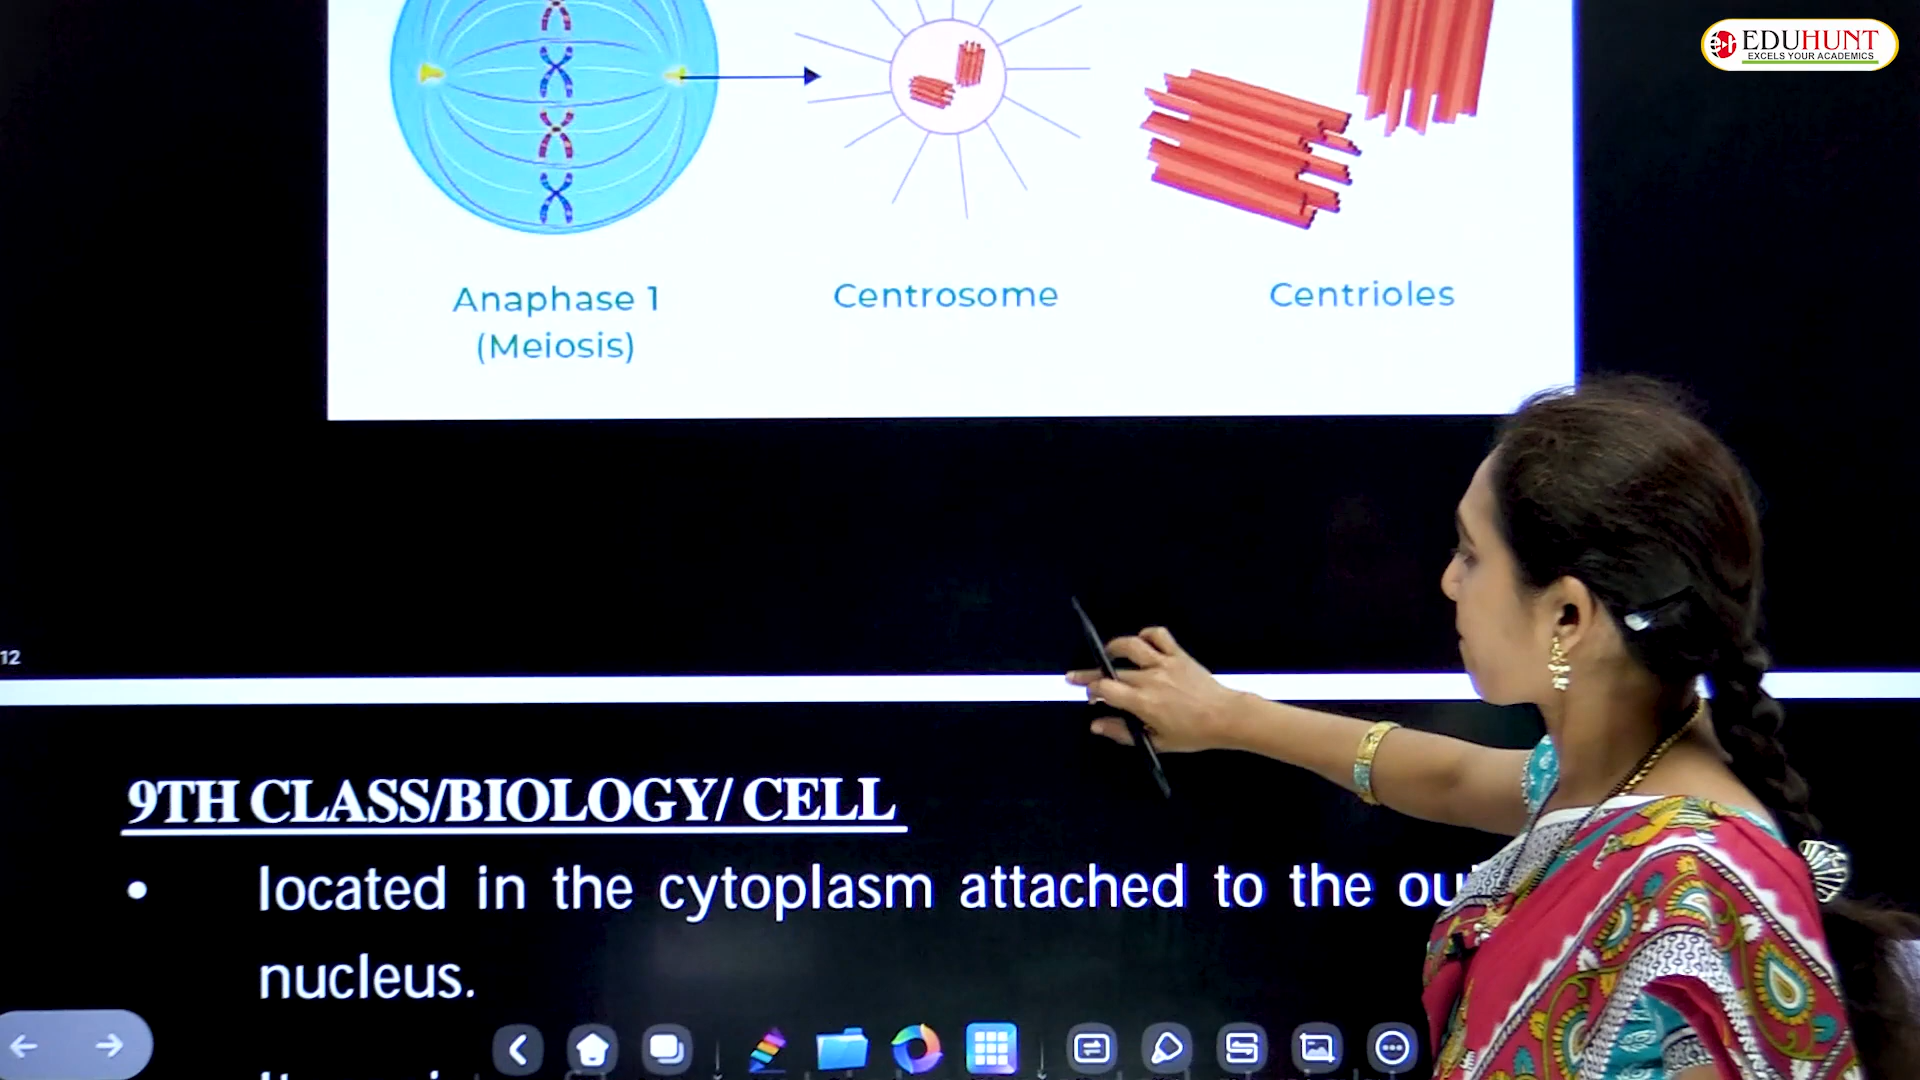 EDUHUNT
EXCELS YOUR ACADEMICS
Anaphase 1
(Meiosis)
Centrosome
Centrioles
12
9TH CLASS/BIOLOGY/ CELL
• located in the cytoplasm attached to the
nucleus.